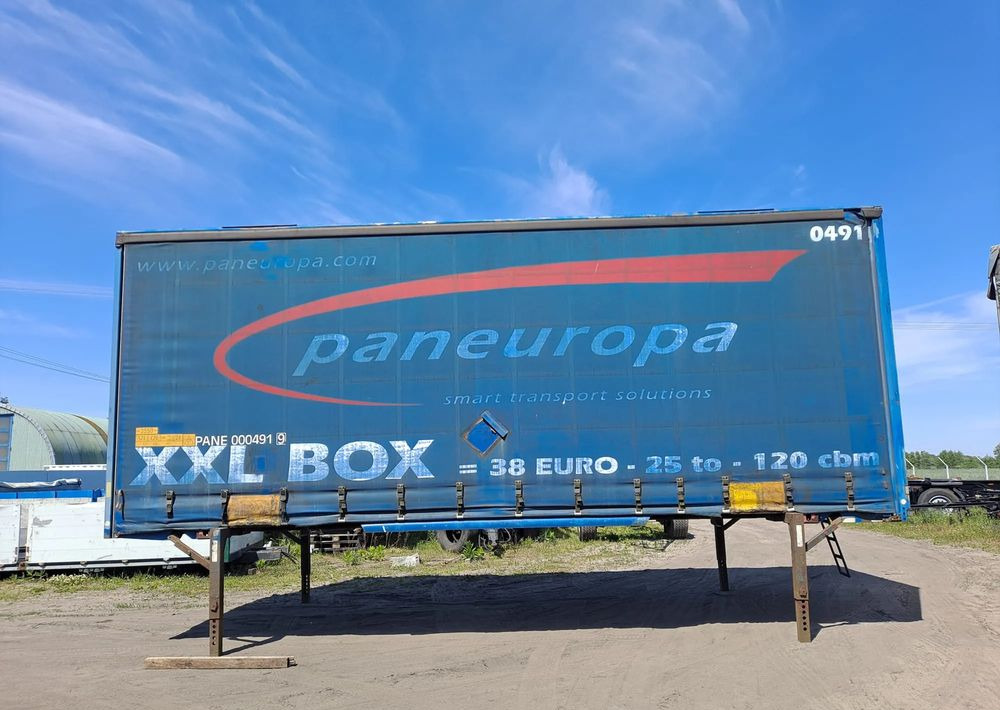 0491
www.paneuropa.com
paneuropa
smart transport solutions
PANE 000491 9
XXL BOX = 38 EURO - 25 to - 120 cbm